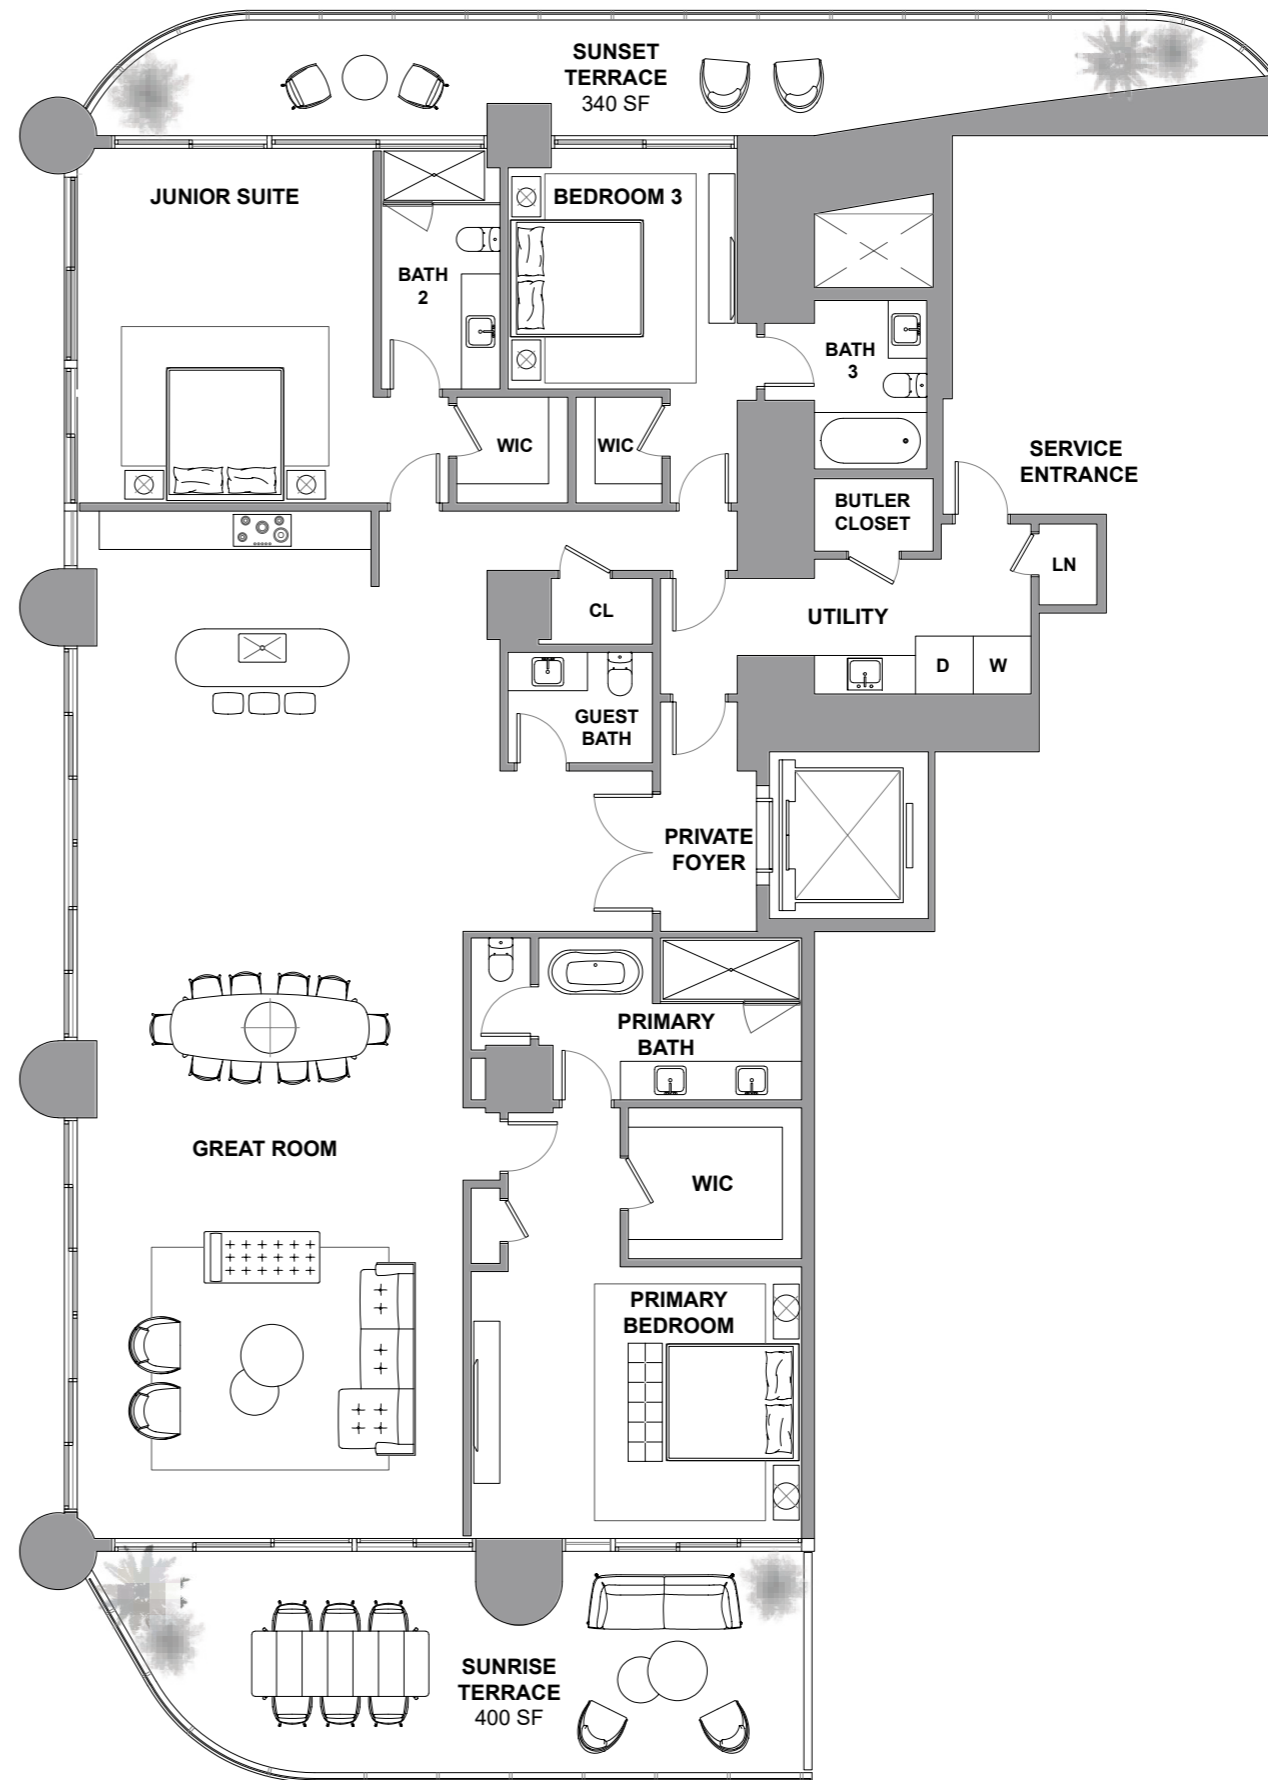 SUNSET
TERRACE
340 SF
JUNIOR SUITE
BEDROOM 3
BATH
2
BATH
3
WIC
WIC
SERVICE
ENTRANCE
BUTLER
CLOSET
LN
CL
UTILITY
D
W
GUEST
BATH
PRIVATE
FOYER
PRIMARY
BATH
GREAT ROOM
WIC
PRIMARY
BEDROOM
SUNRISE
TERRACE
400 SF